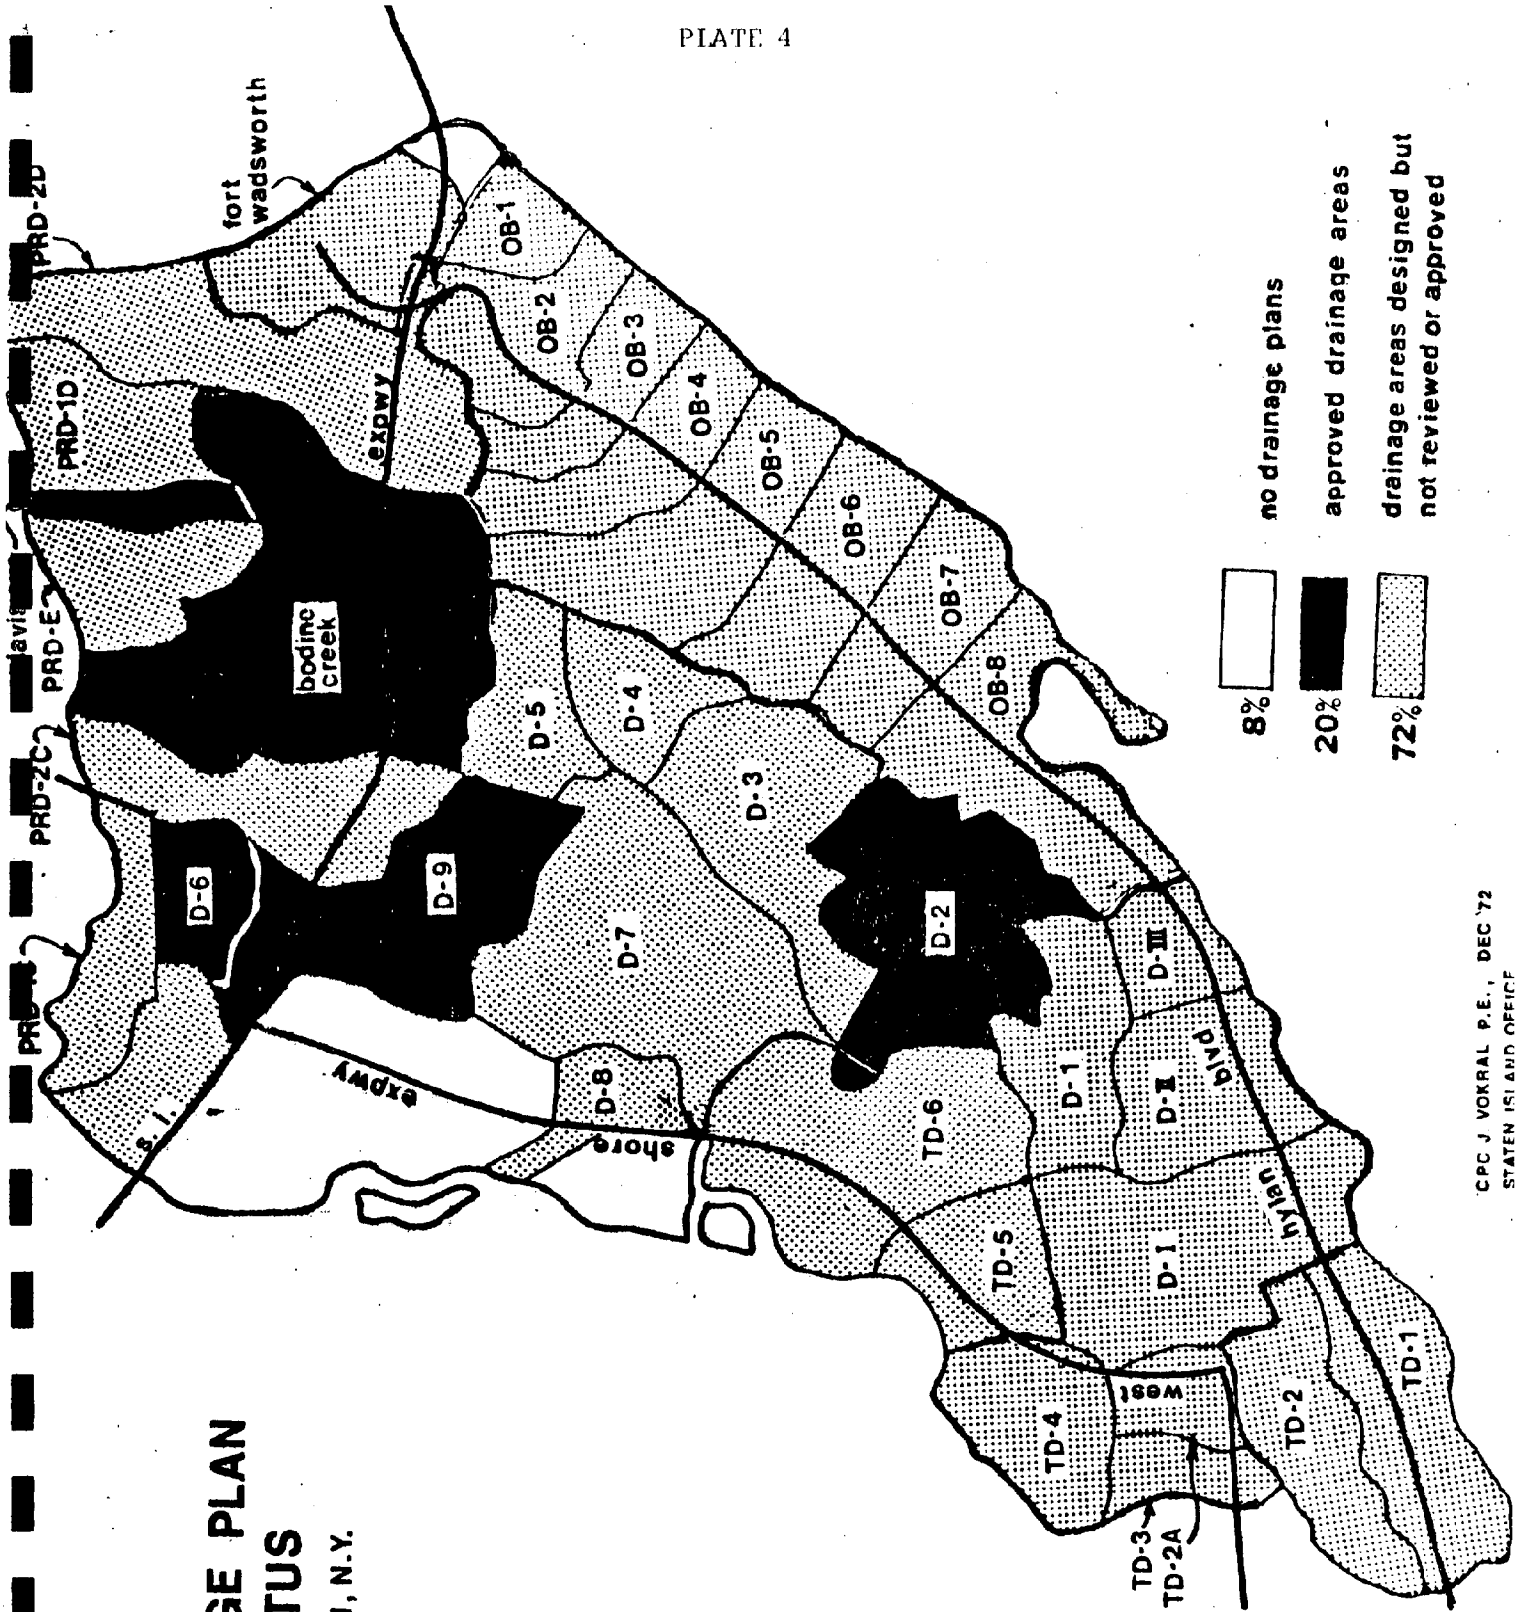 PLATE 4
GE PLAN
TUS
, N.Y.
PRD-2D
fort
wadsworth
PRD-1D
expwy
PRD-E
PRD-2C
bodine
creek
D-6
D-9
D-5
D-4
D-3
D-7
D-2
D-8
s. i.
expwy
shore
west
OB-1
OB-2
OB-3
OB-4
OB-5
OB-6
OB-7
OB-8
D-III
D-II
D-1
D-I
blvd
hylan
TD-6
TD-5
TD-4
TD-3
TD-2A
TD-2
TD-1
8% no drainage plans
20% approved drainage areas
72% drainage areas designed but
not reviewed or approved
CPC J. VOKRAL P.E., DEC '72
STATEN ISLAND OFFICE